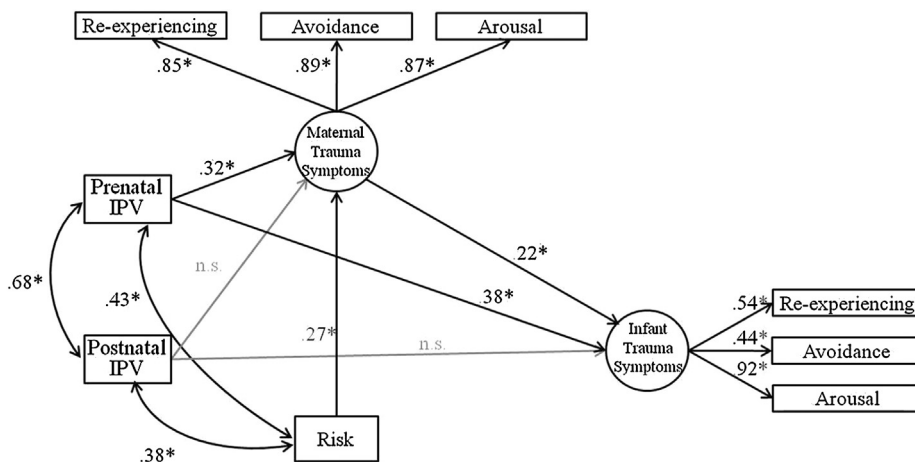 Re-experiencing
Avoidance
Arousal
.85*
.89*
.87*
Maternal
Trauma
Symptoms
.32*
Prenatal
IPV
n.s.
.22*
.68*
.43*
.38*
.27*
n.s.
Postnatal
IPV
Infant
Trauma
Symptoms
.54*
Re-experiencing
.44*
Avoidance
.92*
Arousal
Risk
.38*